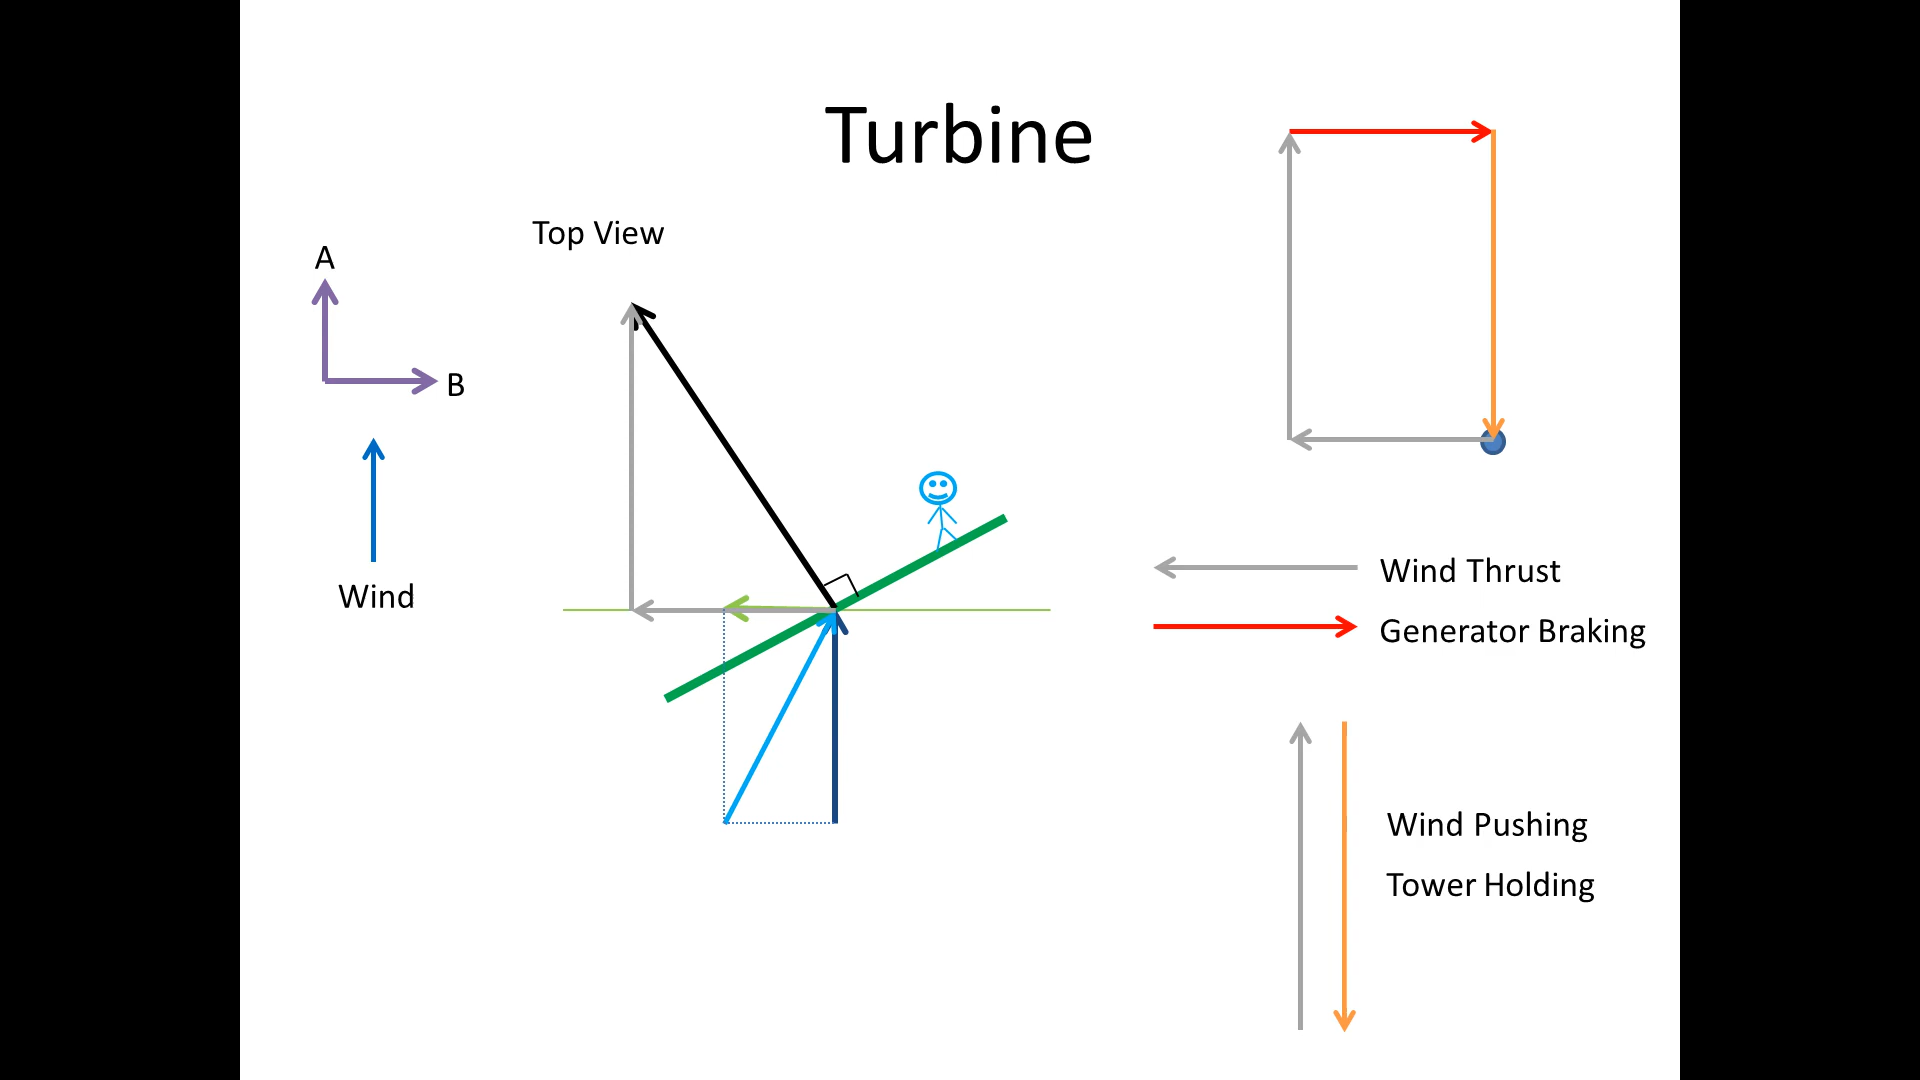 Turbine
Top View
A
B
Wind
Wind Thrust
Generator Braking
Wind Pushing
Tower Holding